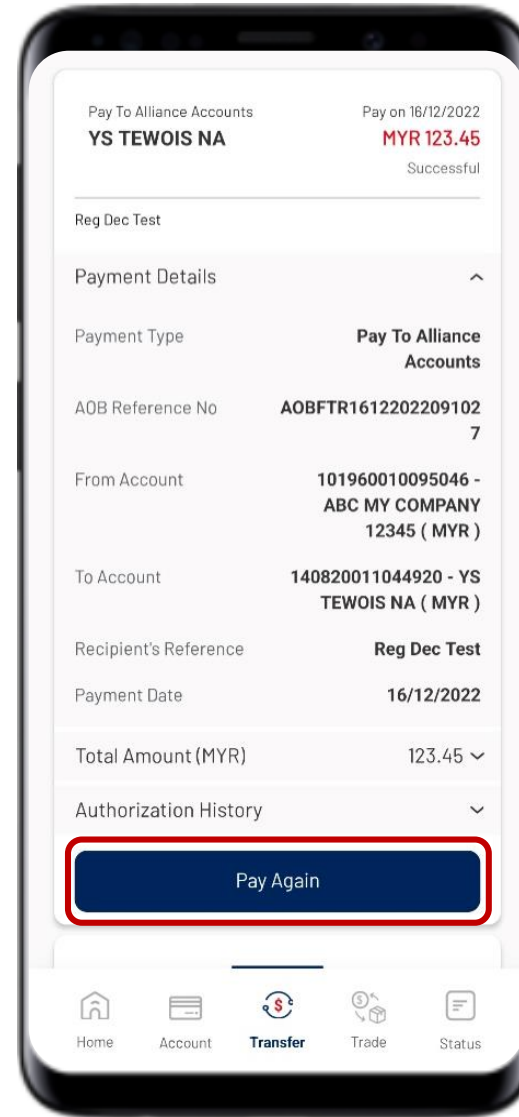 Pay To Alliance Accounts
Pay on 16/12/2022
YS TEWOIS NA
MYR 123.45
Successful
Reg Dec Test
Payment Details
Payment Type
Pay To Alliance
Accounts
AOB Reference No
AOBFTR1612202209102
7
From Account
101960010095046 -
ABC MY COMPANY
12345 ( MYR )
To Account
140820011044920 - YS
TEWOIS NA ( MYR )
Recipient's Reference
Reg Dec Test
Payment Date
16/12/2022
Total Amount (MYR)
123.45
Authorization History
Pay Again
Home
Account
Transfer
Trade
Status